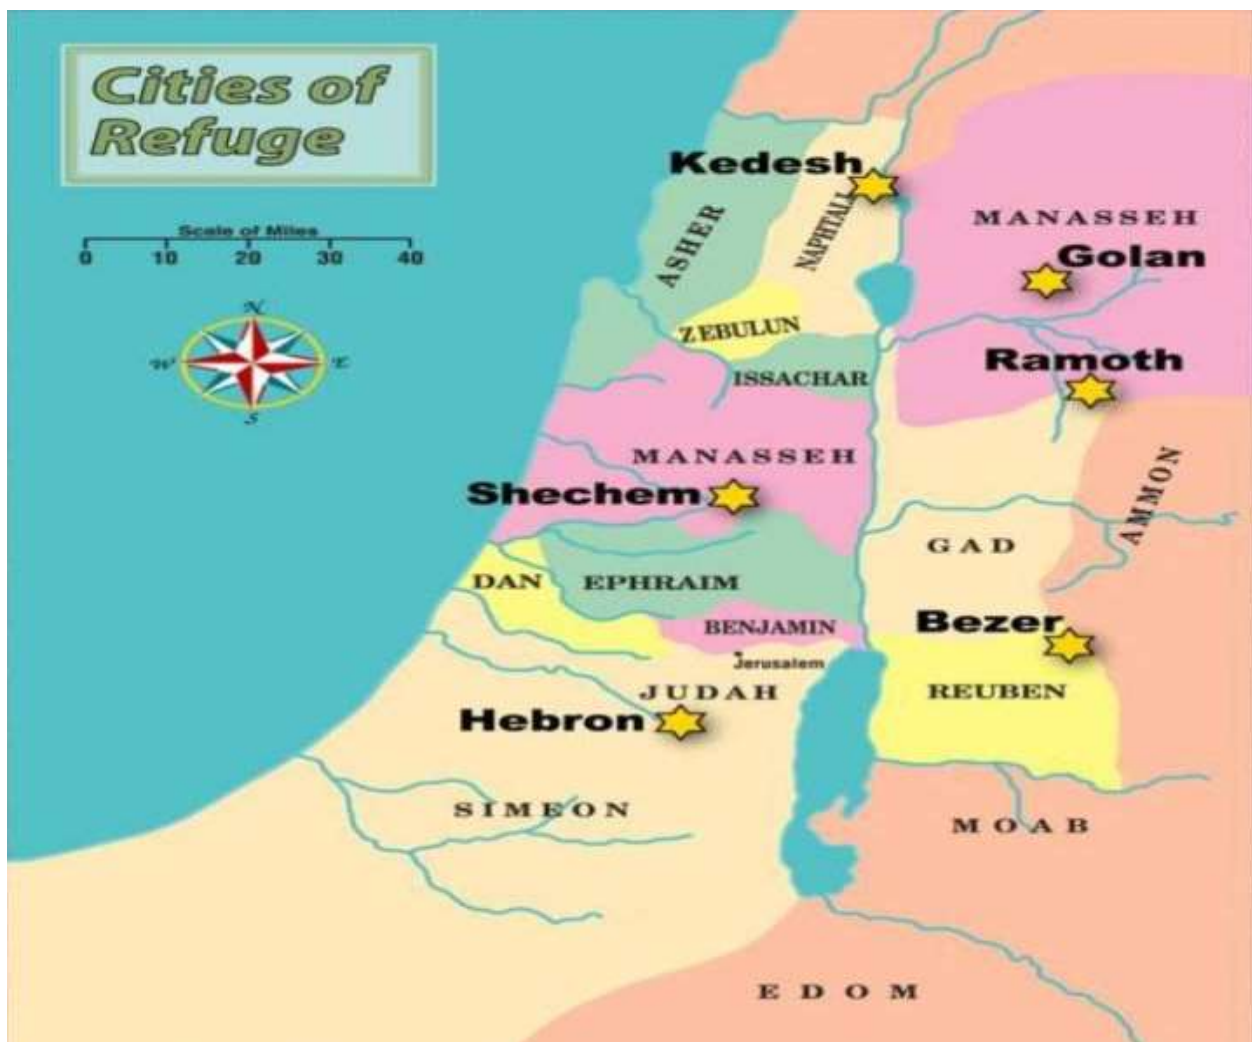 Cities of
Refuge
Scale of Miles
0 10 20 30 40
N
W E
S
Kedesh
ASHER
NAPHTALI
MANASSEH
Golan
ZEBULUN
ISSACHAR
Ramoth
MANASSEH
Shechem
AMMON
GAD
DAN
EPHRAIM
BENJAMIN
Bezer
Jerusalem
JUDAH
REUBEN
Hebron
SIMEON
MOAB
EDOM